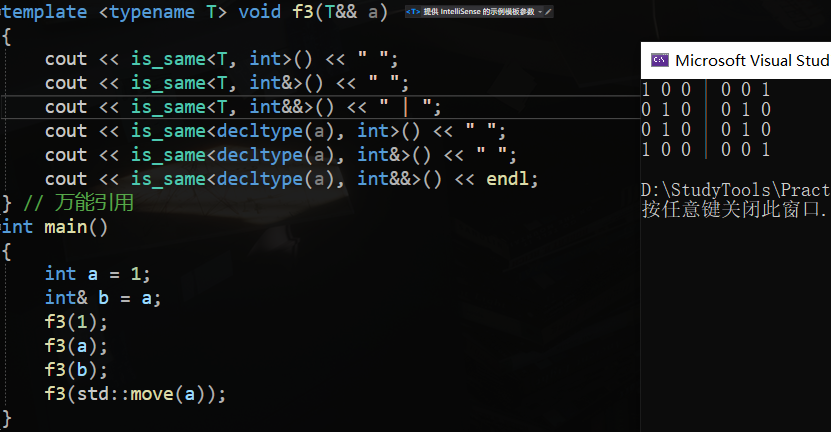 template <typename T> void f3(T&& a) <T> 提供 IntelliSense 的示例模板参数
{
cout << is_same<T, int>() << " ";
cout << is_same<T, int&>() << " ";
cout << is_same<T, int&&>() << " | ";
cout << is_same<decltype(a), int>() << " ";
cout << is_same<decltype(a), int&>() << " ";
cout << is_same<decltype(a), int&&>() << endl;
} // 万能引用
int main()
{
int a = 1;
int& b = a;
f3(1);
f3(a);
f3(b);
f3(std::move(a));
}
Microsoft Visual Stud
1 0 0 | 0 0 1
0 1 0 | 0 1 0
0 1 0 | 0 1 0
1 0 0 | 0 0 1
D:\StudyTools\Pract
按任意键关闭此窗口.